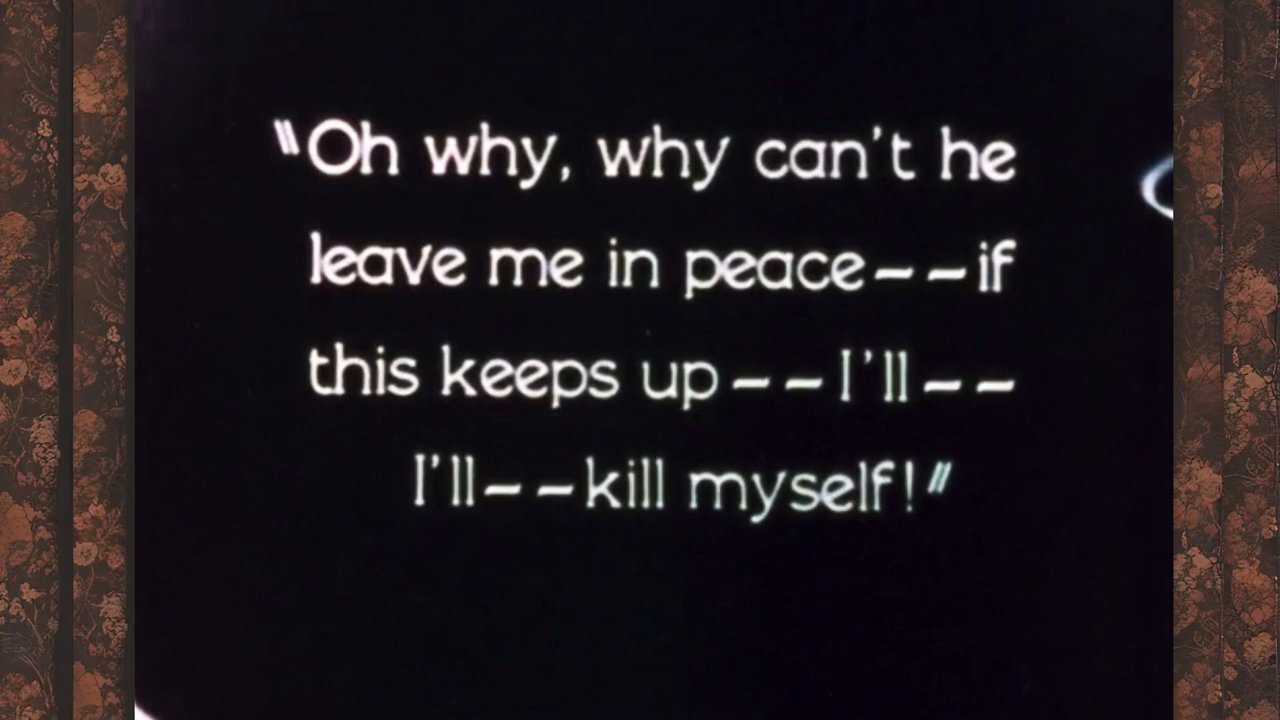 "Oh why, why can't he
leave me in peace--if
this keeps up--I'll--
I'll--kill myself!"